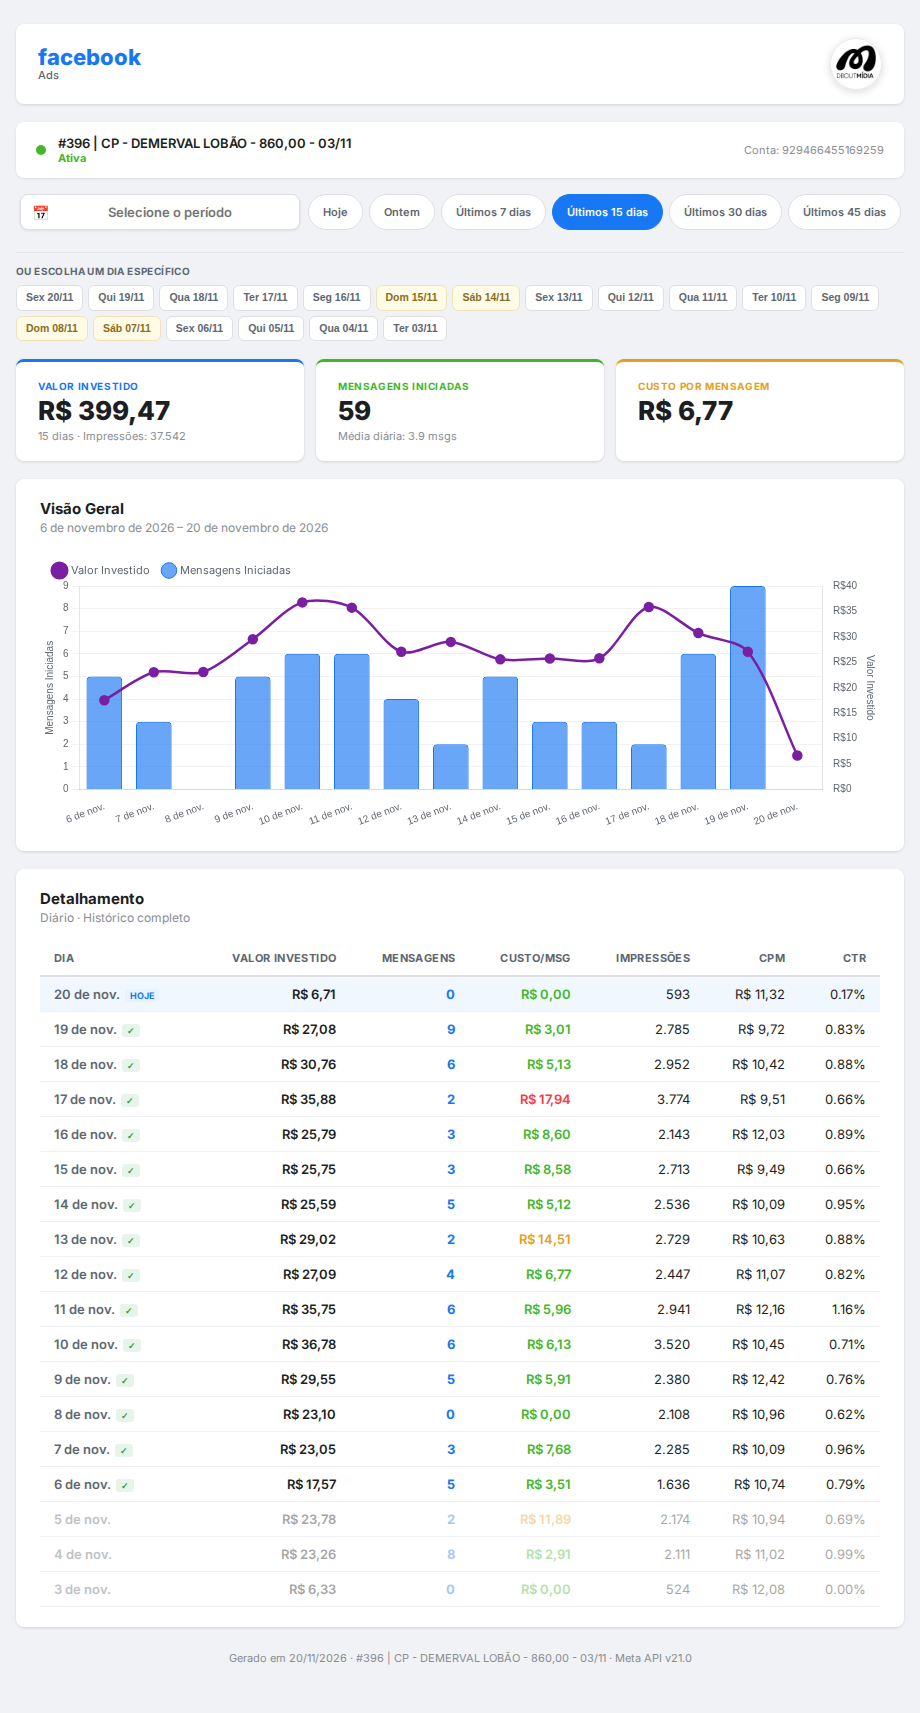 facebook
Ads
DBOUTMÍDIA
#396 | CP - DEMERVAL LOBÃO - 860,00 - 03/11
Ativa
Conta: 929466455169259
Selecione o período
Hoje
Ontem
Últimos 7 dias
Últimos 15 dias
Últimos 30 dias
Últimos 45 dias
OU ESCOLHA UM DIA ESPECÍFICO
Sex 20/11 Qui 19/11 Qua 18/11 Ter 17/11 Seg 16/11 Dom 15/11 Sáb 14/11 Sex 13/11 Qui 12/11 Qua 11/11 Ter 10/11 Seg 09/11
Dom 08/11 Sáb 07/11 Sex 06/11 Qui 05/11 Qua 04/11 Ter 03/11
VALOR INVESTIDO
R$ 399,47
15 dias · Impressões: 37.542
MENSAGENS INICIADAS
59
Média diária: 3.9 msgs
CUSTO POR MENSAGEM
R$ 6,77
Visão Geral
6 de novembro de 2026 – 20 de novembro de 2026
Valor Investido Mensagens Iniciadas
Mensagens Iniciadas
9
8
7
6
5
4
3
2
1
0
R$40
R$35
R$30
R$25
R$20
R$15
R$10
R$5
R$0
Valor Investido
6 de nov. 7 de nov. 8 de nov. 9 de nov. 10 de nov. 11 de nov. 12 de nov. 13 de nov. 14 de nov. 15 de nov. 16 de nov. 17 de nov. 18 de nov. 19 de nov. 20 de nov.
Detalhamento
Diário · Histórico completo
DIA VALOR INVESTIDO MENSAGENS CUSTO/MSG IMPRESSÕES CPM CTR
20 de nov. HOJE R$ 6,71 0 R$ 0,00 593 R$ 11,32 0.17%
19 de nov. ✓ R$ 27,08 9 R$ 3,01 2.785 R$ 9,72 0.83%
18 de nov. ✓ R$ 30,76 6 R$ 5,13 2.952 R$ 10,42 0.88%
17 de nov. ✓ R$ 35,88 2 R$ 17,94 3.774 R$ 9,51 0.66%
16 de nov. ✓ R$ 25,79 3 R$ 8,60 2.143 R$ 12,03 0.89%
15 de nov. ✓ R$ 25,75 3 R$ 8,58 2.713 R$ 9,49 0.66%
14 de nov. ✓ R$ 25,59 5 R$ 5,12 2.536 R$ 10,09 0.95%
13 de nov. ✓ R$ 29,02 2 R$ 14,51 2.729 R$ 10,63 0.88%
12 de nov. ✓ R$ 27,09 4 R$ 6,77 2.447 R$ 11,07 0.82%
11 de nov. ✓ R$ 35,75 6 R$ 5,96 2.941 R$ 12,16 1.16%
10 de nov. ✓ R$ 36,78 6 R$ 6,13 3.520 R$ 10,45 0.71%
9 de nov. ✓ R$ 29,55 5 R$ 5,91 2.380 R$ 12,42 0.76%
8 de nov. ✓ R$ 23,10 0 R$ 0,00 2.108 R$ 10,96 0.62%
7 de nov. ✓ R$ 23,05 3 R$ 7,68 2.285 R$ 10,09 0.96%
6 de nov. ✓ R$ 17,57 5 R$ 3,51 1.636 R$ 10,74 0.79%
5 de nov. R$ 23,78 2 R$ 11,89 2.174 R$ 10,94 0.69%
4 de nov. R$ 23,26 8 R$ 2,91 2.111 R$ 11,02 0.99%
3 de nov. R$ 6,33 0 R$ 0,00 524 R$ 12,08 0.00%
Gerado em 20/11/2026 · #396 | CP - DEMERVAL LOBÃO - 860,00 - 03/11 · Meta API v21.0